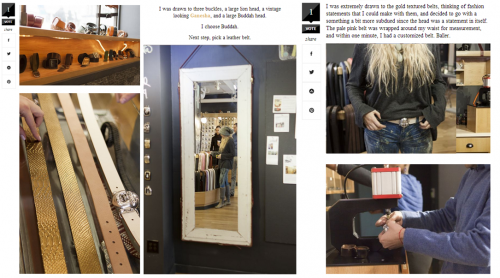 1
NOTE
I was drawn to three buckles, a large lion head, a vintage
looking Ganesha, and a large Buddah head.
I choose Buddah.
Next step, pick a leather belt.
1
NOTE
I was extremely drawn to the gold textured belts, thinking of fashion
statements that I could make with them, and decided to go with a
something a bit more subdued since the head was a statement in itself.
The pale pink belt was wrapped around my waist for measurement,
and within one minute, I had a customized belt. Baller.